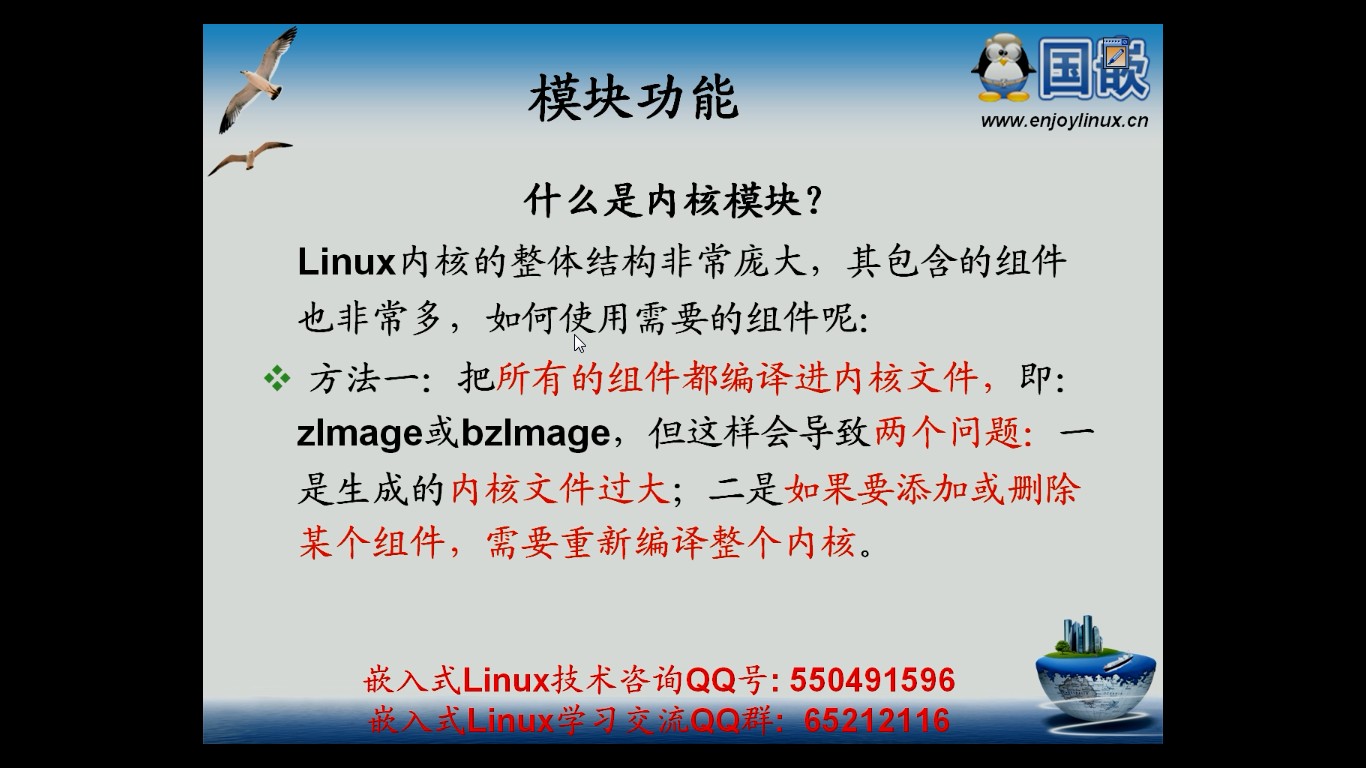 国嵌
www.enjoylinux.cn
模块功能
什么是内核模块？
Linux内核的整体结构非常庞大，其包含的组件
也非常多，如何使用需要的组件呢：
方法一：把所有的组件都编译进内核文件，即：
zImage或bzImage，但这样会导致两个问题：一
是生成的内核文件过大；二是如果要添加或删除
某个组件，需要重新编译整个内核。
嵌入式Linux技术咨询QQ号: 550491596
嵌入式Linux学习交流QQ群: 65212116